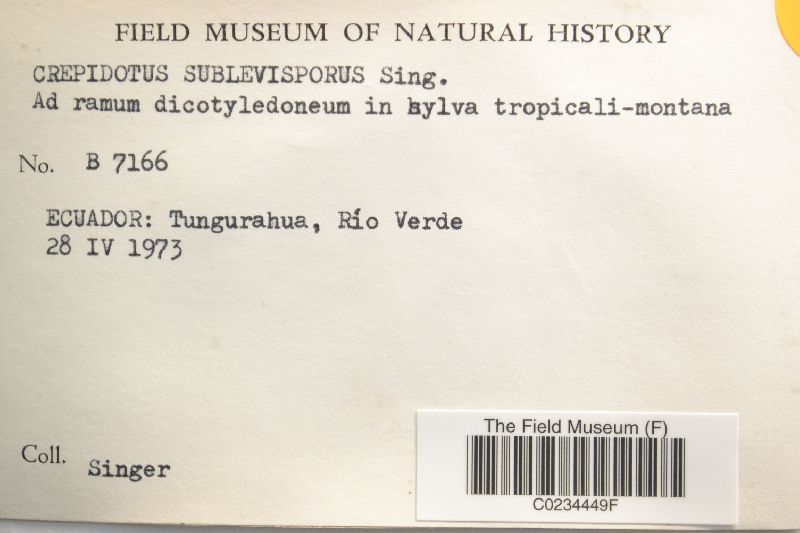 FIELD MUSEUM OF NATURAL HISTORY
CREPIDOTUS SUBLEVISPORUS Sing.
Ad ramum dicotyledoneum in sylva tropicali-montana
No. B 7166
ECUADOR: Tungurahua, Río Verde
28 IV 1973
Coll. Singer
The Field Museum (F)
C0234449F